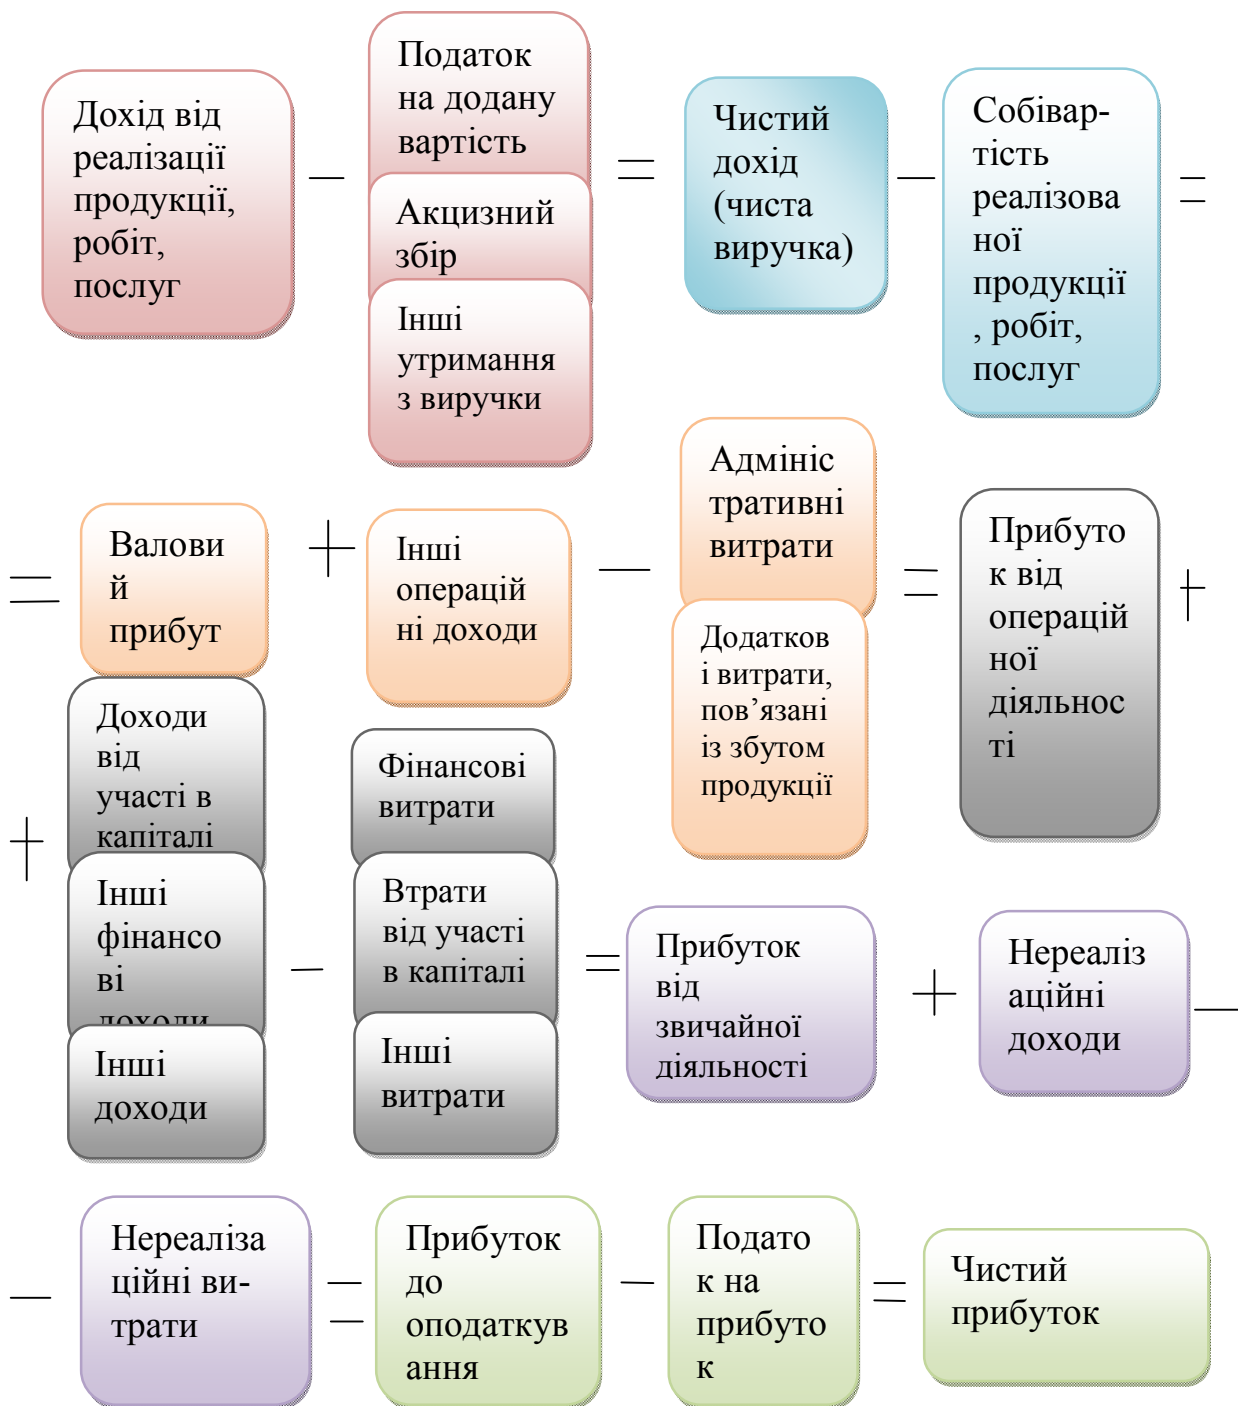 Дохід від
реалізації
продукції,
робіт,
послуг
—
Податок
на додану
вартість
Акцизний
збір
Інші
утримання
з виручки
=
Чистий
дохід
(чиста
виручка)
—
Собівар-
тість
реалізова
ної
продукції
, робіт,
послуг
=
=
Валови
й
прибут
+
Інші
операцій
ні доходи
—
Адмініс
тративні
витрати
Додатков
і витрати,
пов’язані
із збутом
продукції
=
Прибуто
к від
операцій
ної
діяльнос
ті
+
+
Доходи
від
участі в
капіталі
Інші
фінансо
ві
доходи
Інші
доходи
—
Фінансові
витрати
Втрати
від участі
в капіталі
Інші
витрати
=
Прибуток
від
звичайної
діяльності
+
Нереаліз
аційні
доходи
—
—
Нереаліза
ційні ви-
трати
=
Прибуток
до
оподаткув
ання
—
Подато
к на
прибуто
к
=
Чистий
прибуток